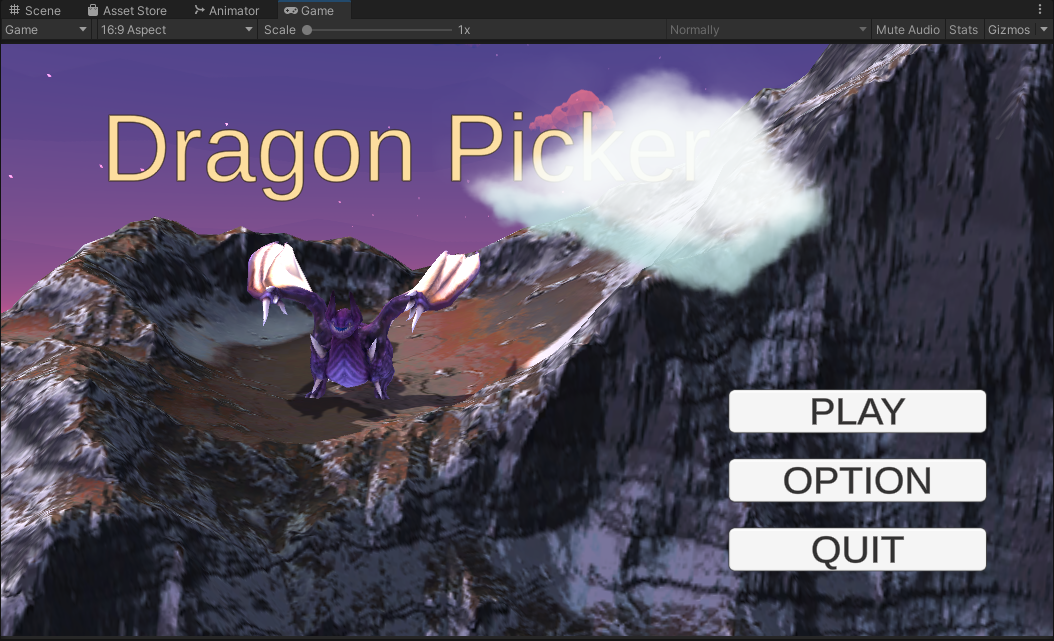 Scene Asset Store Animator Game
Game 16:9 Aspect Scale 1x Normally Mute Audio Stats Gizmos
Dragon Picker
PLAY
OPTION
QUIT